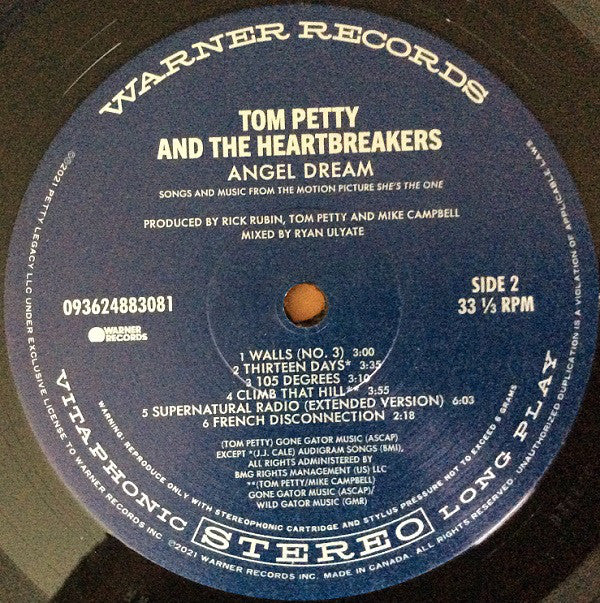 WARNER RECORDS
TOM PETTY
AND THE HEARTBREAKERS
ANGEL DREAM
SONGS AND MUSIC FROM THE MOTION PICTURE SHE'S THE ONE
PRODUCED BY RICK RUBIN, TOM PETTY AND MIKE CAMPBELL
MIXED BY RYAN ULYATE
093624883081
WARNER
RECORDS
SIDE 2
33 ⅓ RPM
1 WALLS (NO. 3) 3:00
2 THIRTEEN DAYS* 3:35
3 105 DEGREES 3:10
4 CLIMB THAT HILL** 3:55
5 SUPERNATURAL RADIO (EXTENDED VERSION) 6:03
6 FRENCH DISCONNECTION 2:18
(TOM PETTY) GONE GATOR MUSIC (ASCAP)
EXCEPT *(J.J. CALE) AUDIGRAM SONGS (BMI),
ALL RIGHTS ADMINISTERED BY
BMG RIGHTS MANAGEMENT (US) LLC
**(TOM PETTY/MIKE CAMPBELL)
GONE GATOR MUSIC (ASCAP)/
WILD GATOR MUSIC (GMR)
WARNING: REPRODUCE ONLY WITH STEREOPHONIC CARTRIDGE AND STYLUS PRESSURE NOT TO EXCEED 5 GRAMS
VITAPHONIC STEREO LONG PLAY
℗2021 PETTY LEGACY LLC UNDER EXCLUSIVE LICENSE TO WARNER RECORDS INC. ©2021 WARNER RECORDS INC. MADE IN CANADA. ALL RIGHTS RESERVED. UNAUTHORIZED DUPLICATION IS A VIOLATION OF APPLICABLE LAWS